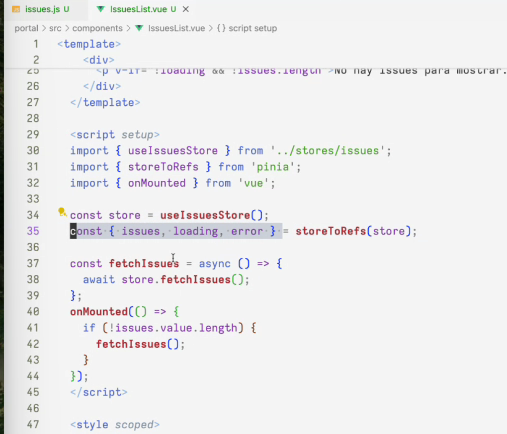 issues.js U
IssuesList.vue U ×
portal > src > components > IssuesList.vue > {} script setup
1 <template>
2 <div>
25 <p v-if="!loading && !issues.length">No hay issues para mostrar.
26 </div>
27 </template>
28
29 <script setup>
30 import { useIssuesStore } from '../stores/issues';
31 import { storeToRefs } from 'pinia';
32 import { onMounted } from 'vue';
33
34 const store = useIssuesStore();
35 const { issues, loading, error } = storeToRefs(store);
36
37 const fetchIssues = async () => {
38 await store.fetchIssues();
39 };
40 onMounted(() => {
41 if (!issues.value.length) {
42 fetchIssues();
43 }
44 });
45 </script>
46
47 <style scoped>